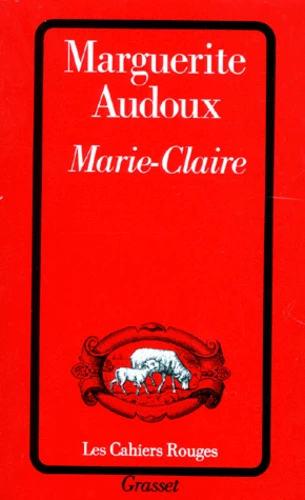 Marguerite
Audoux
Marie-Claire
Les Cahiers Rouges
Grasset